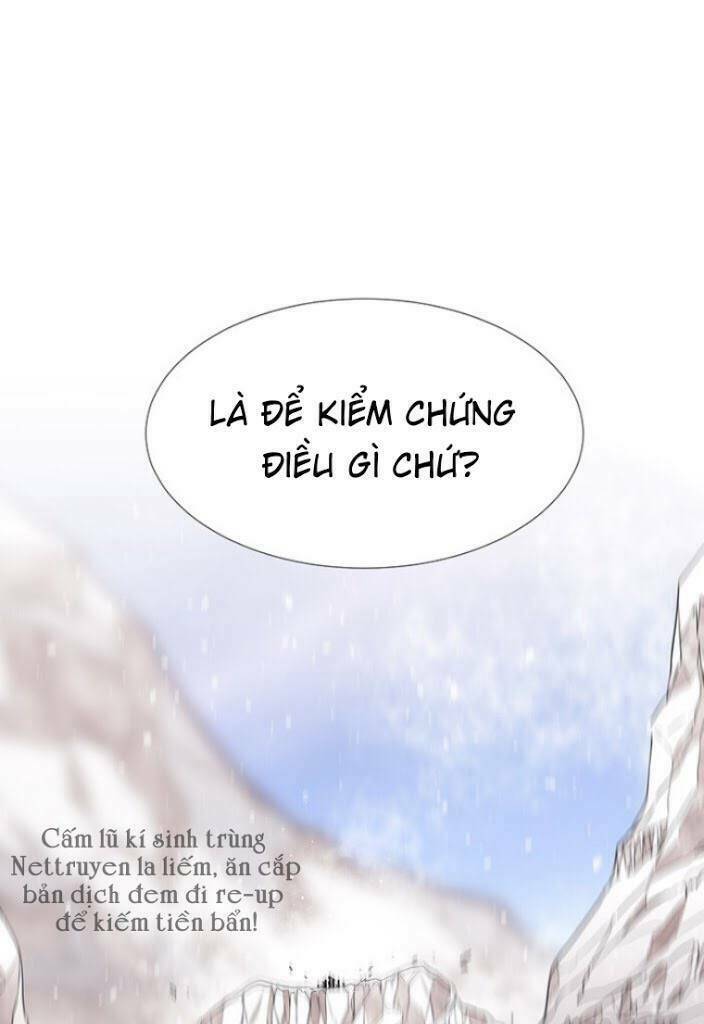 LÀ ĐỂ KIỂM CHỨNG
ĐIỀU GÌ CHỨ?
Cấm lũ kí sinh trùng
Nettruyen la liếm, ăn cắp
bản dịch đem đi re-up
để kiếm tiền bẩn!